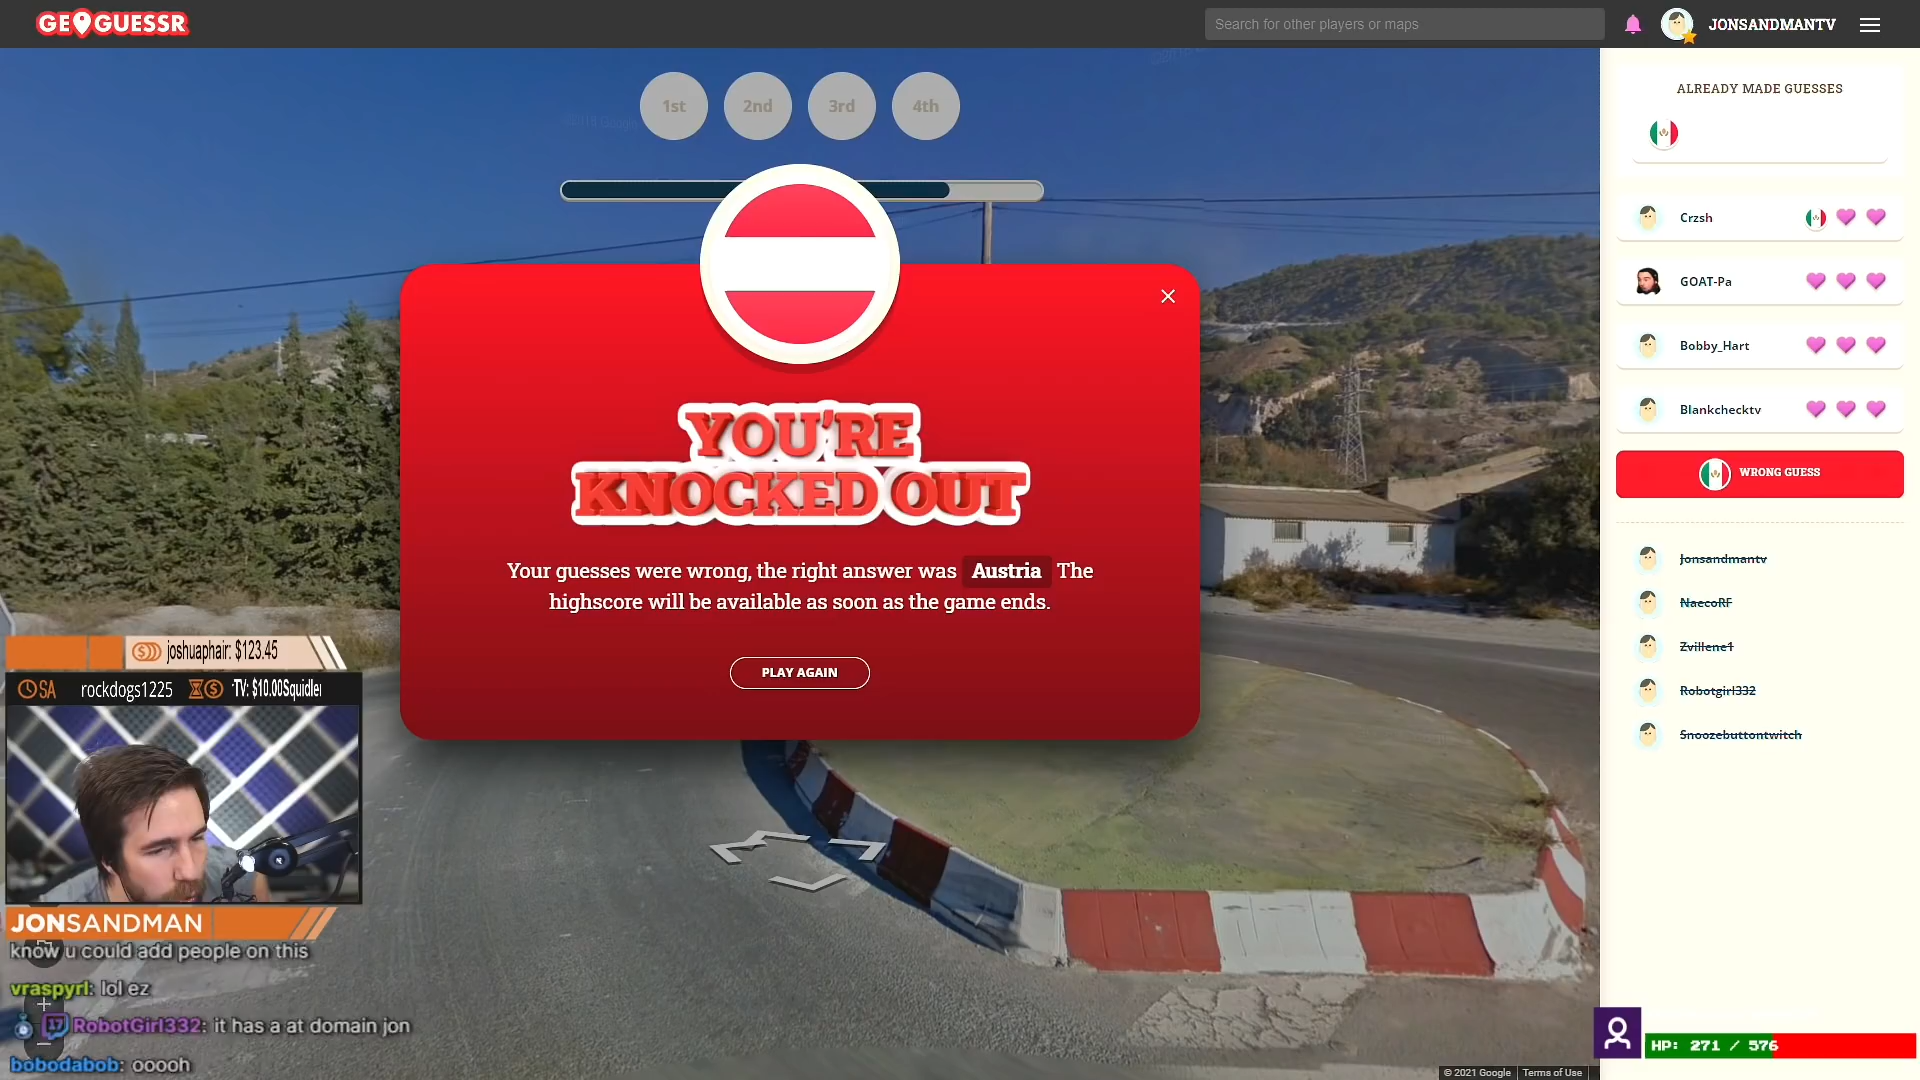 GEOGUESSR
Search for other players or maps
JONSANDMANTV
1st
2nd
3rd
4th
ALREADY MADE GUESSES
Crzsh
GOAT-Pa
Bobby_Hart
Blankchecktv
WRONG GUESS
Jonsandmantv
NaecoRF
Zvillene1
Robotgirl332
Snoozebuttontwitch
YOU'RE
KNOCKED OUT
Your guesses were wrong, the right answer was Austria The
highscore will be available as soon as the game ends.
PLAY AGAIN
joshuaphair: $123.45
SA rockdogs1225 TV: $10.00Squidler
JONSANDMAN
know u could add people on this
vraspyrl: lol ez
17 RobotGirl332: it has a at domain jon
bobodabob: ooooh
HP: 271 / 576
© 2021 Google Terms of Use